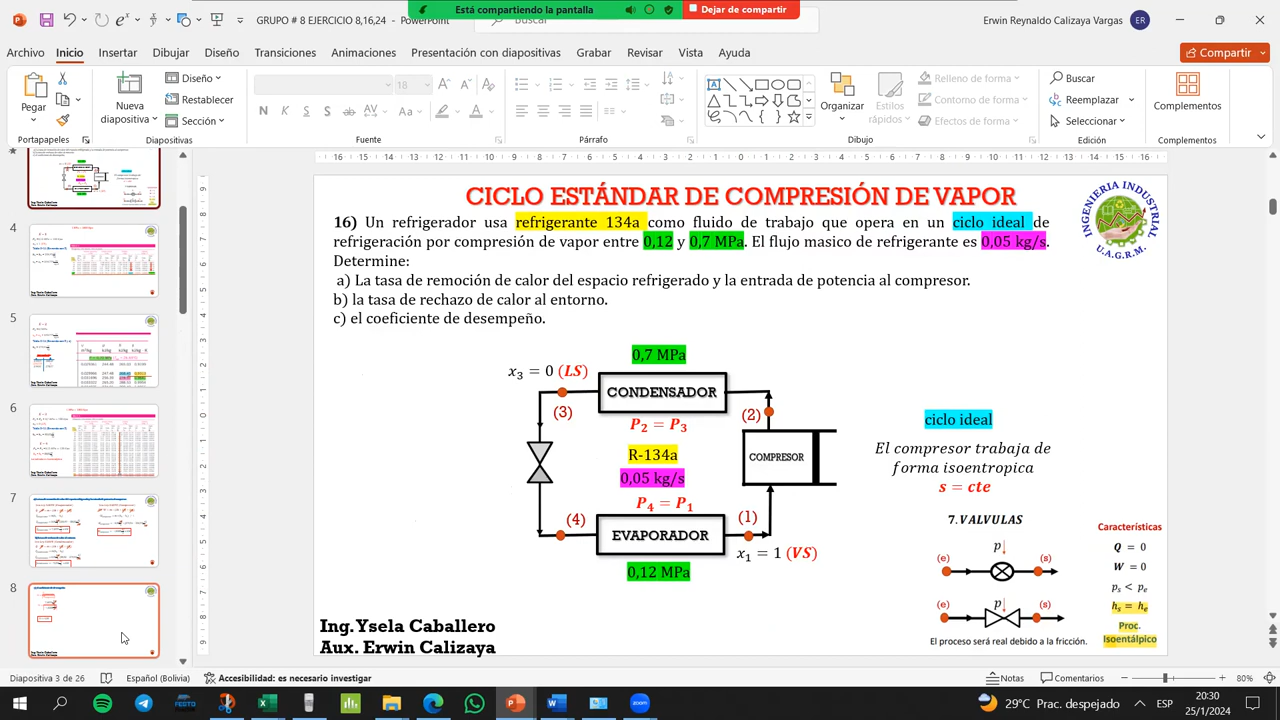 GRUPO # 8 EJERCICIO 8,16,24 - PowerPoint
Está compartiendo la pantalla
Dejar de compartir
Buscar
Erwin Reynaldo Calizaya Vargas
ER
Archivo Inicio Insertar Dibujar Diseño Transiciones Animaciones Presentación con diapositivas Grabar Revisar Vista Ayuda
Compartir
Pegar
Nueva diapositiva
Diseño
Restablecer
Sección
18
N K S S AV Aa A
Organizar
Estilos rápidos
Relleno de forma
Contorno de forma
Efectos de forma
Buscar
Reemplazar
Seleccionar
Complementos
Portapapeles Diapositivas Fuente Párrafo Dibujo Edición Complementos
5
7
8
CICLO ESTÁNDAR DE COMPRESIÓN DE VAPOR
16) Un refrigerador usa refrigerante 134a como fluido de trabajo que opera en un ciclo ideal de
refrigeración por compresión de vapor entre 0,12 y 0,7 MPa. El flujo masico de refrigerante es 0,05 kg/s.
Determine:
a) La tasa de remoción de calor del espacio refrigerado y la entrada de potencia al compresor.
b) la tasa de rechazo de calor al entorno.
c) el coeficiente de desempeño.
INGENIERIA INDUSTRIAL
U.A.G.R.M.
0,7 MPa
x₃ = 0 (LS)
CONDENSADOR
(3)
(2)
P₂ = P₃
R-134a
COMPRESOR
0,05 kg/s
P₄ = P₁
(4)
(1)
EVAPORADOR
x₁ = 1 (VS)
0,12 MPa
ciclo ideal
El compresor trabaja de
forma isoentropica
s = cte
7. VALVULAS
(e) p (s)
(e) p (s)
El proceso será real debido a la fricción.
Características
Q = 0
W = 0
pₛ < pₑ
hₛ = hₑ
Proc.
Isoentálpico
Ing. Ysela Caballero
Aux. Erwin Calizaya
Diapositiva 3 de 26
Español (Bolivia)
Accesibilidad: es necesario investigar
Notas
Comentarios
80%
29°C Prac. despejado
ESP
20:30
25/1/2024